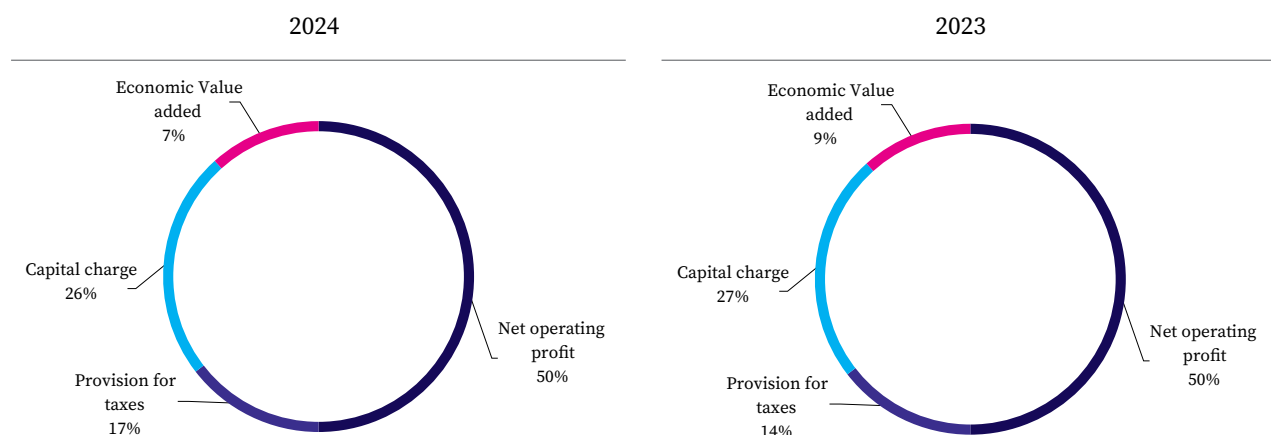 2024
Economic Value
added
7%
Capital charge
26%
Net operating
profit
50%
Provision for
taxes
17%
2023
Economic Value
added
9%
Capital charge
27%
Net operating
profit
50%
Provision for
taxes
14%